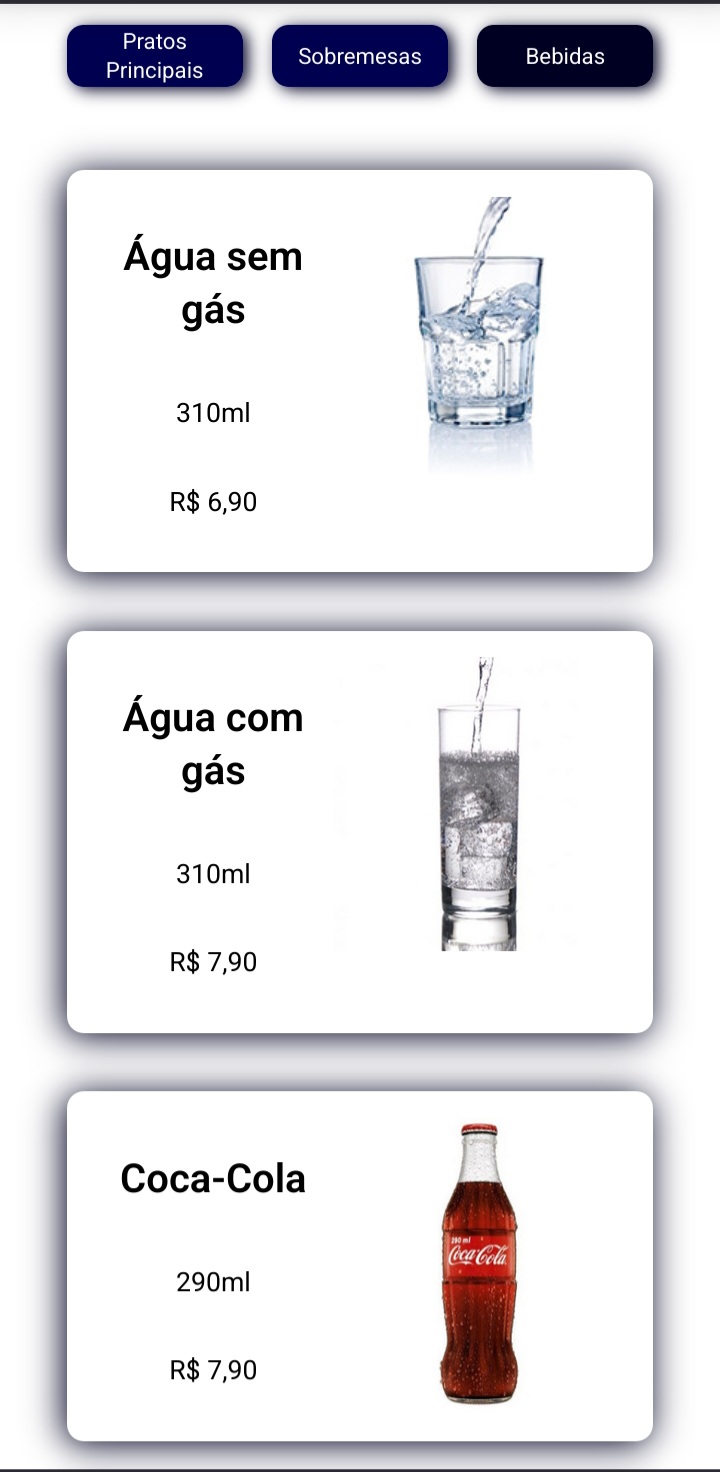 Pratos
Principais
Sobremesas
Bebidas
Água sem
gás
310ml
R$ 6,90
Água com
gás
310ml
R$ 7,90
Coca-Cola
290ml
R$ 7,90
290 ml
Coca-Cola